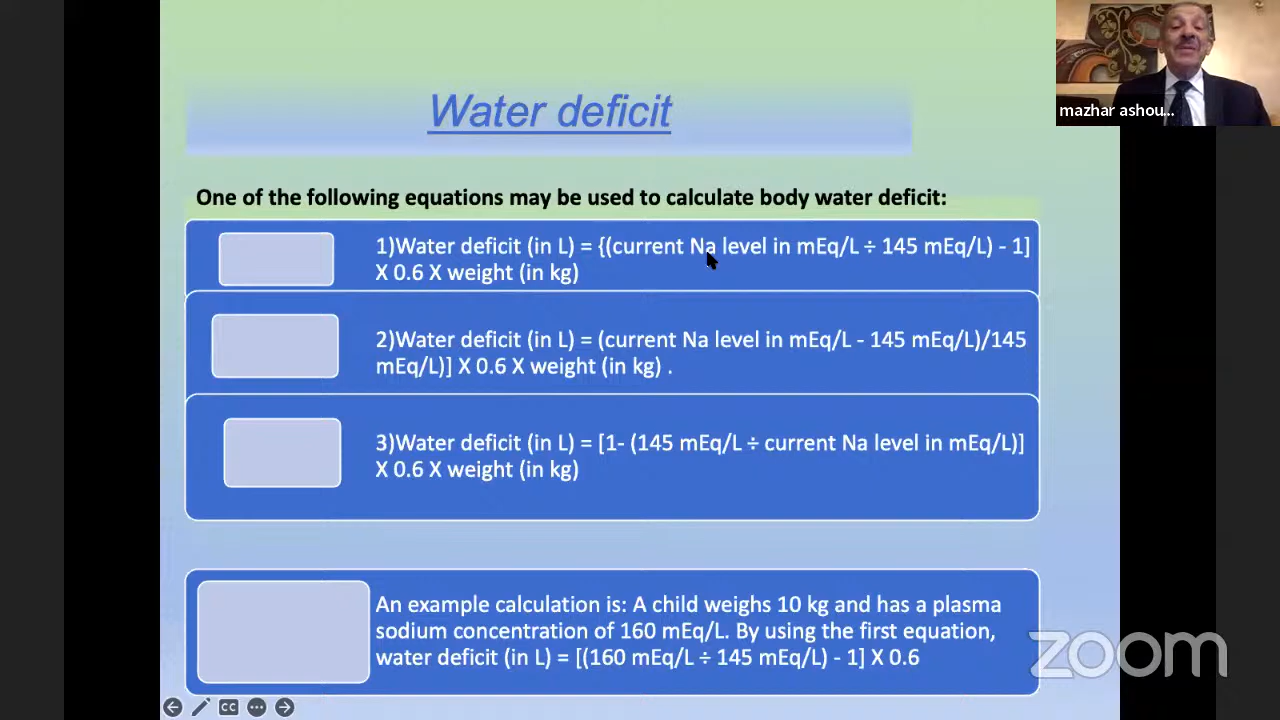 Water deficit
mazhar ashou...
One of the following equations may be used to calculate body water deficit:
1)Water deficit (in L) = {(current Na level in mEq/L ÷ 145 mEq/L) - 1]
X 0.6 X weight (in kg)
2)Water deficit (in L) = (current Na level in mEq/L - 145 mEq/L)/145
mEq/L)] X 0.6 X weight (in kg) .
3)Water deficit (in L) = [1- (145 mEq/L ÷ current Na level in mEq/L)]
X 0.6 X weight (in kg)
An example calculation is: A child weighs 10 kg and has a plasma
sodium concentration of 160 mEq/L. By using the first equation,
water deficit (in L) = [(160 mEq/L ÷ 145 mEq/L) - 1] X 0.6
zoom
CC